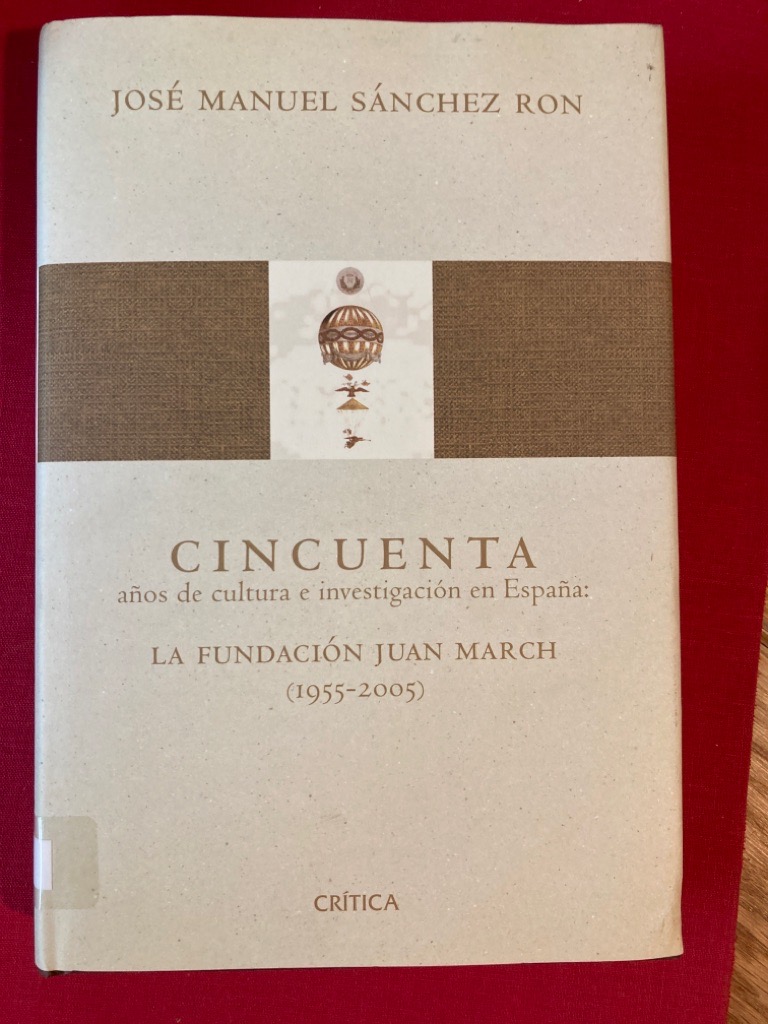 JOSÉ MANUEL SÁNCHEZ RON
CINCUENTA
años de cultura e investigación en España:
LA FUNDACIÓN JUAN MARCH
(1955-2005)
CRÍTICA